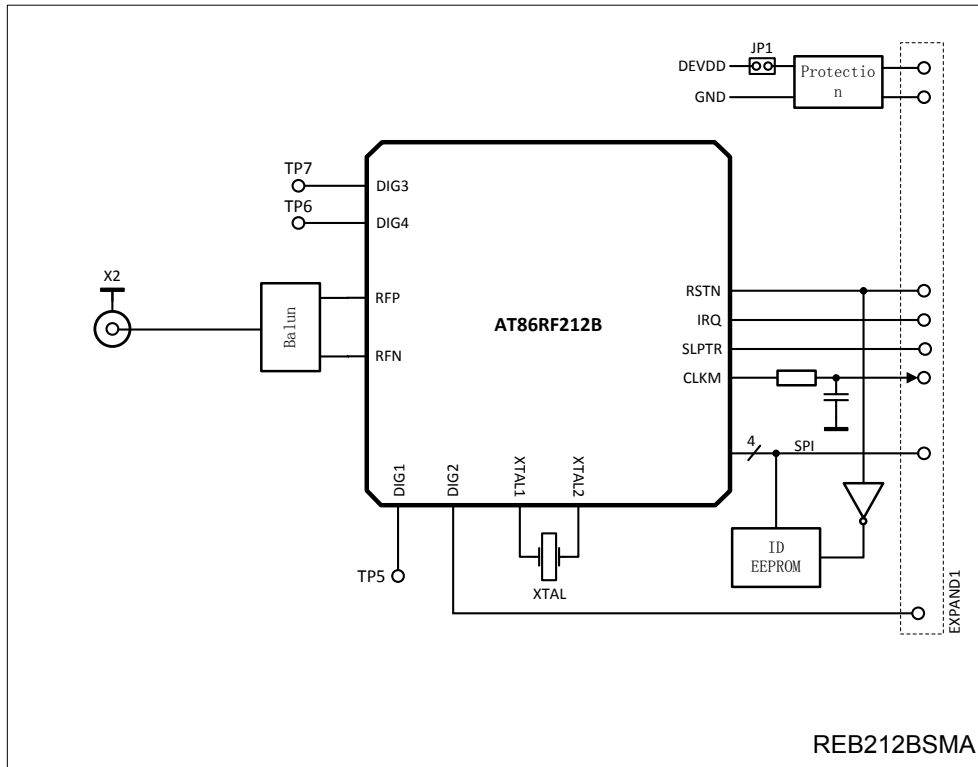 JP1
DEVDD
Protectio
n
GND
TP7
DIG3
TP6
DIG4
X2
Balun
RFP
RFN
AT86RF212B
RSTN
IRQ
SLPTR
CLKM
4
SPI
DIG1
DIG2
XTAL1
XTAL2
TP5
XTAL
ID
EEPROM
EXPAND1
REB212BSMA